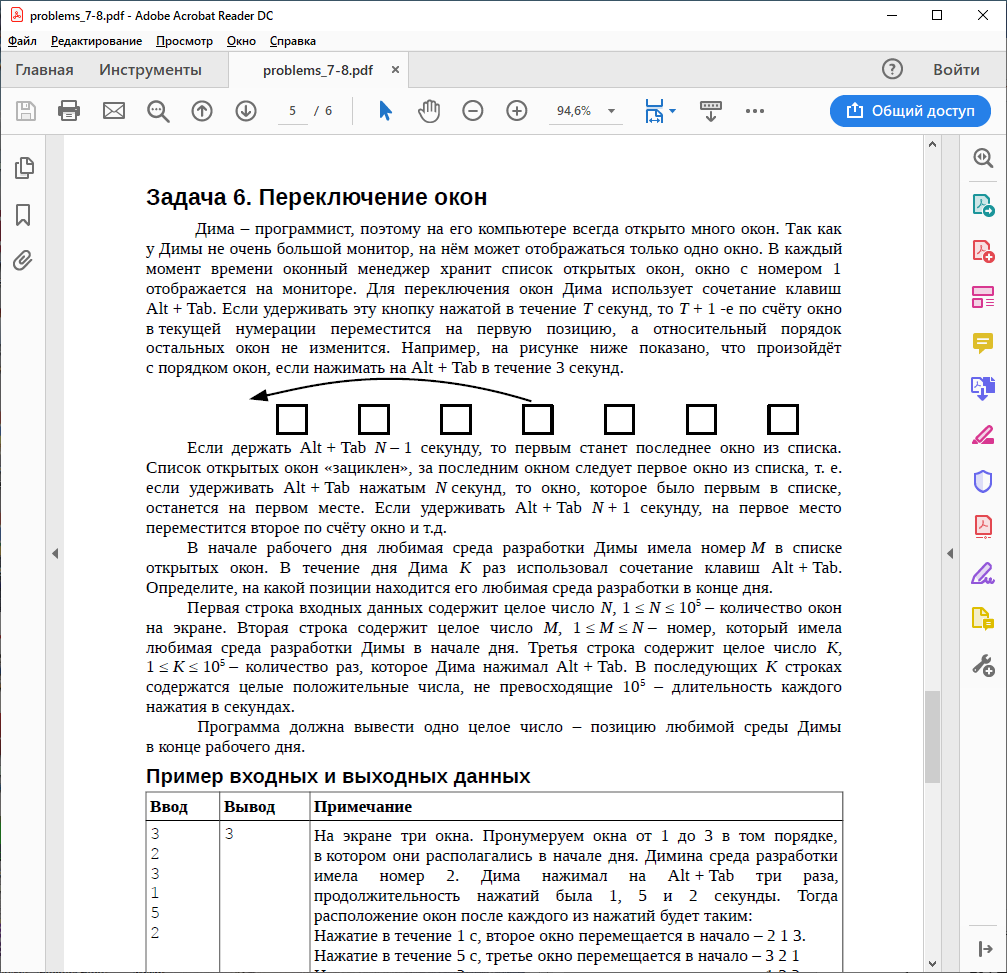 problems_7-8.pdf - Adobe Acrobat Reader DC
Файл Редактирование Просмотр Окно Справка
Главная Инструменты problems_7-8.pdf × ? Войти
5 / 6 94,6% Общий доступ
Задача 6. Переключение окон
Дима – программист, поэтому на его компьютере всегда открыто много окон. Так как
у Димы не очень большой монитор, на нём может отображаться только одно окно. В каждый
момент времени оконный менеджер хранит список открытых окон, окно с номером 1
отображается на мониторе. Для переключения окон Дима использует сочетание клавиш
Alt + Tab. Если удерживать эту кнопку нажатой в течение T секунд, то T + 1 -е по счёту окно
в текущей нумерации переместится на первую позицию, а относительный порядок
остальных окон не изменится. Например, на рисунке ниже показано, что произойдёт
с порядком окон, если нажимать на Alt + Tab в течение 3 секунд.
Если держать Alt + Tab N – 1 секунду, то первым станет последнее окно из списка.
Список открытых окон «зациклен», за последним окном следует первое окно из списка, т. е.
если удерживать Alt + Tab нажатым N секунд, то окно, которое было первым в списке,
останется на первом месте. Если удерживать Alt + Tab N + 1 секунду, на первое место
переместится второе по счёту окно и т.д.
В начале рабочего дня любимая среда разработки Димы имела номер M в списке
открытых окон. В течение дня Дима K раз использовал сочетание клавиш Alt + Tab.
Определите, на какой позиции находится его любимая среда разработки в конце дня.
Первая строка входных данных содержит целое число N, 1 ≤ N ≤ 10⁵ – количество окон
на экране. Вторая строка содержит целое число M, 1 ≤ M ≤ N – номер, который имела
любимая среда разработки Димы в начале дня. Третья строка содержит целое число K,
1 ≤ K ≤ 10⁵ – количество раз, которое Дима нажимал Alt + Tab. В последующих K строках
содержатся целые положительные числа, не превосходящие 10⁵ – длительность каждого
нажатия в секундах.
Программа должна вывести одно целое число – позицию любимой среды Димы
в конце рабочего дня.
Пример входных и выходных данных
Ввод Вывод Примечание
3
2
3
1
5
2
3
На экране три окна. Пронумеруем окна от 1 до 3 в том порядке,
в котором они располагались в начале дня. Димина среда разработки
имела номер 2. Дима нажимал на Alt + Tab три раза,
продолжительность нажатий была 1, 5 и 2 секунды. Тогда
расположение окон после каждого из нажатий будет таким:
Нажатие в течение 1 с, второе окно перемещается в начало – 2 1 3.
Нажатие в течение 5 с, третье окно перемещается в начало – 3 2 1